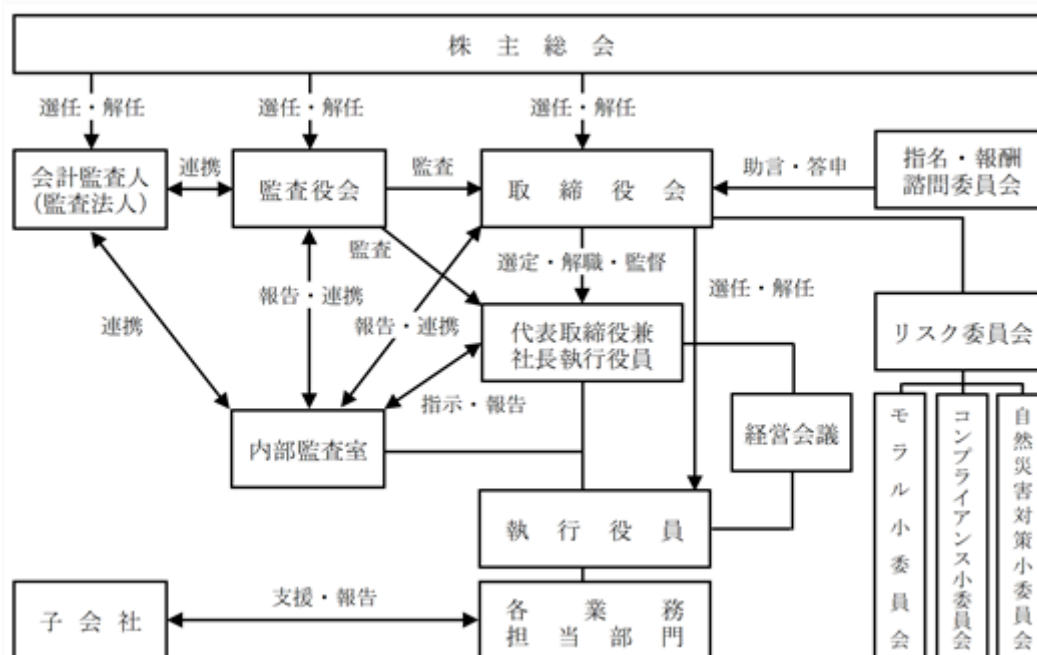 株主総会
選任・解任
選任・解任
選任・解任
会計監査人
（監査法人）
連携
監査役会
監査
取締役会
助言・答申
指名・報酬
諮問委員会
監査
選定・解職・監督
選任・解任
連携
報告・連携
報告・連携
代表取締役兼
社長執行役員
リスク委員会
指示・報告
内部監査室
経営会議
モラル小委員会
コンプライアンス小委員会
自然災害対策小委員会
執行役員
子会社
支援・報告
各業務
担当部門